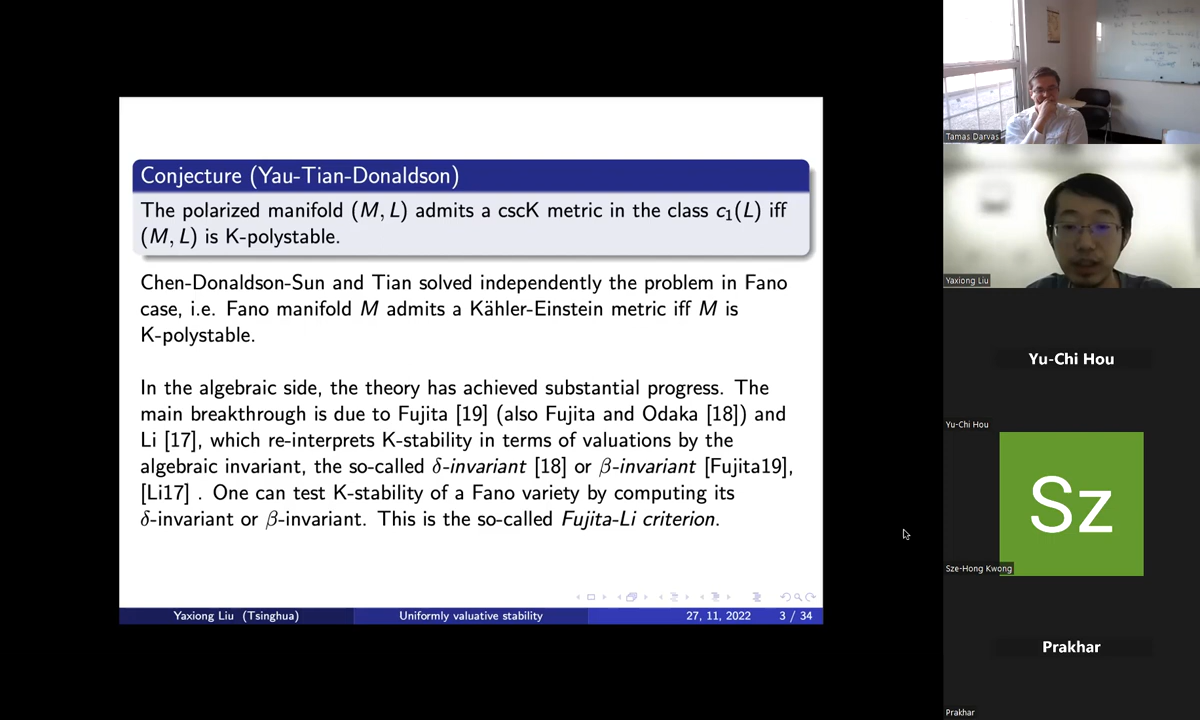 Conjecture (Yau-Tian-Donaldson)
The polarized manifold (M, L) admits a cscK metric in the class c₁(L) iff
(M, L) is K-polystable.
Chen-Donaldson-Sun and Tian solved independently the problem in Fano
case, i.e. Fano manifold M admits a Kähler-Einstein metric iff M is
K-polystable.
In the algebraic side, the theory has achieved substantial progress. The
main breakthrough is due to Fujita [19] (also Fujita and Odaka [18]) and
Li [17], which re-interprets K-stability in terms of valuations by the
algebraic invariant, the so-called δ-invariant [18] or β-invariant [Fujita19],
[Li17] . One can test K-stability of a Fano variety by computing its
δ-invariant or β-invariant. This is the so-called Fujita-Li criterion.
Yaxiong Liu (Tsinghua)
Uniformly valuative stability
27, 11, 2022
3 / 34
Tamas Darvas
Yaxiong Liu
Yu-Chi Hou
Yu-Chi Hou
Sz
Sze-Hong Kwong
Prakhar
Prakhar